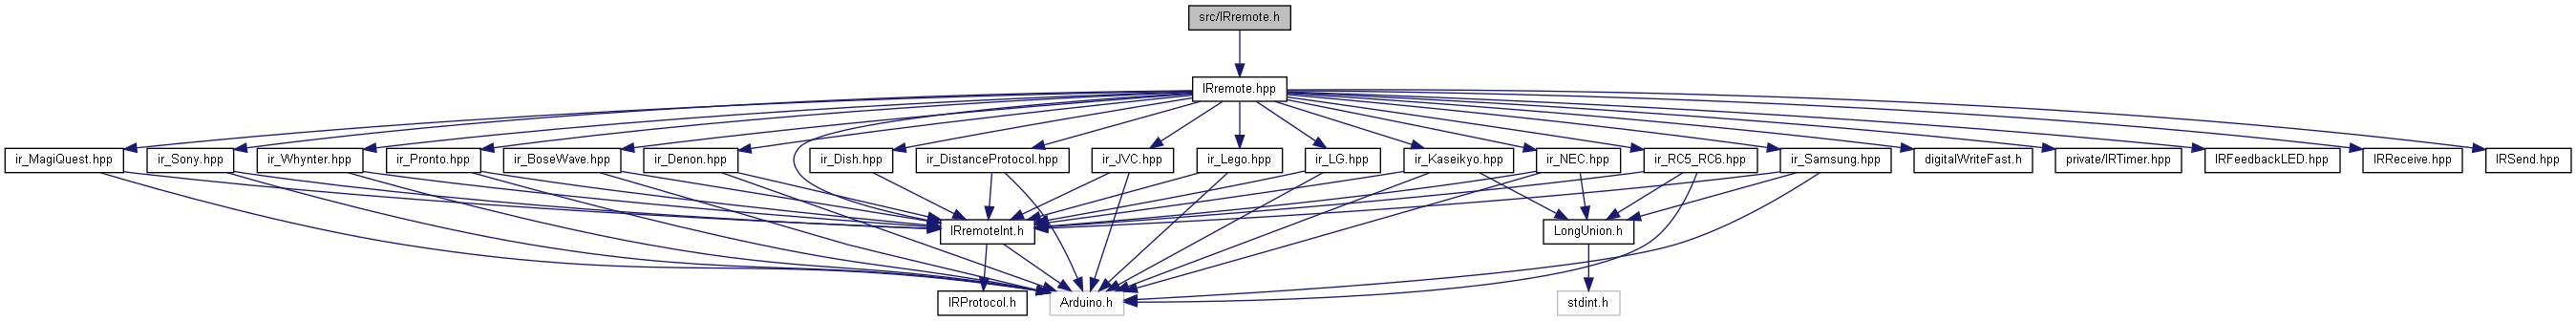 src/IRremote.h
IRremote.hpp
ir_MagiQuest.hpp
ir_Sony.hpp
ir_Whynter.hpp
ir_Pronto.hpp
ir_BoseWave.hpp
ir_Denon.hpp
ir_Dish.hpp
ir_DistanceProtocol.hpp
ir_JVC.hpp
ir_Lego.hpp
ir_LG.hpp
ir_Kaseikyo.hpp
ir_NEC.hpp
ir_RC5_RC6.hpp
ir_Samsung.hpp
digitalWriteFast.h
private/IRTimer.hpp
IRFeedbackLED.hpp
IRReceive.hpp
IRSend.hpp
IRremoteInt.h
LongUnion.h
IRProtocol.h
Arduino.h
stdint.h